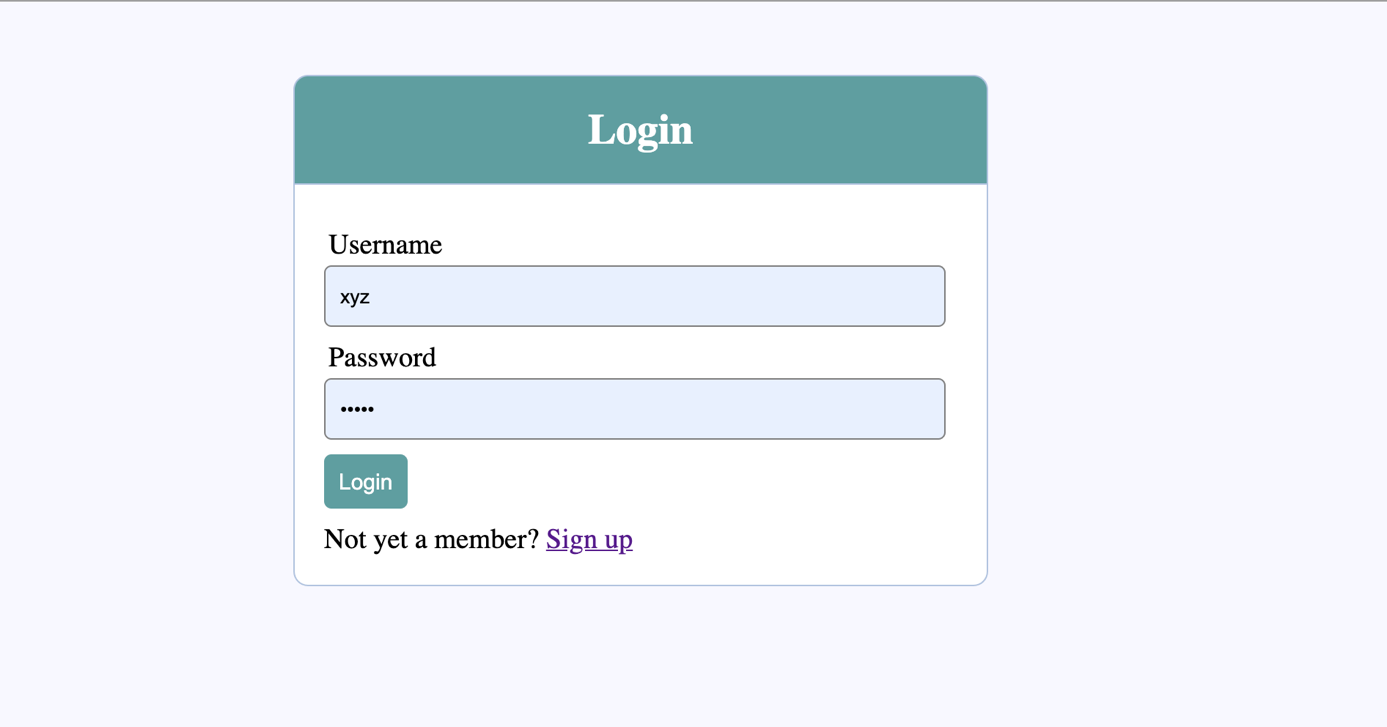 Login
Username
xyz
Password
•••••
Login
Not yet a member? Sign up